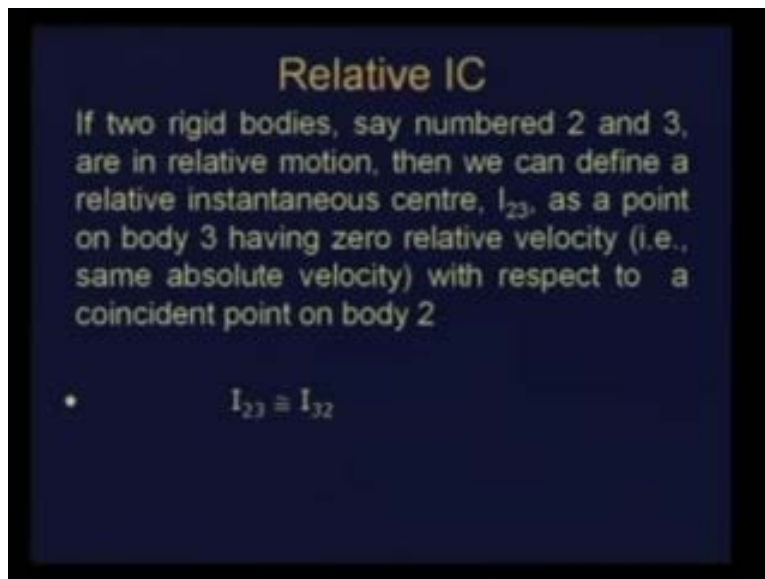 Relative IC
If two rigid bodies, say numbered 2 and 3,
are in relative motion, then we can define a
relative instantaneous centre, I₂₃, as a point
on body 3 having zero relative velocity (i.e.,
same absolute velocity) with respect to a
coincident point on body 2
• I₂₃ ≅ I₃₂